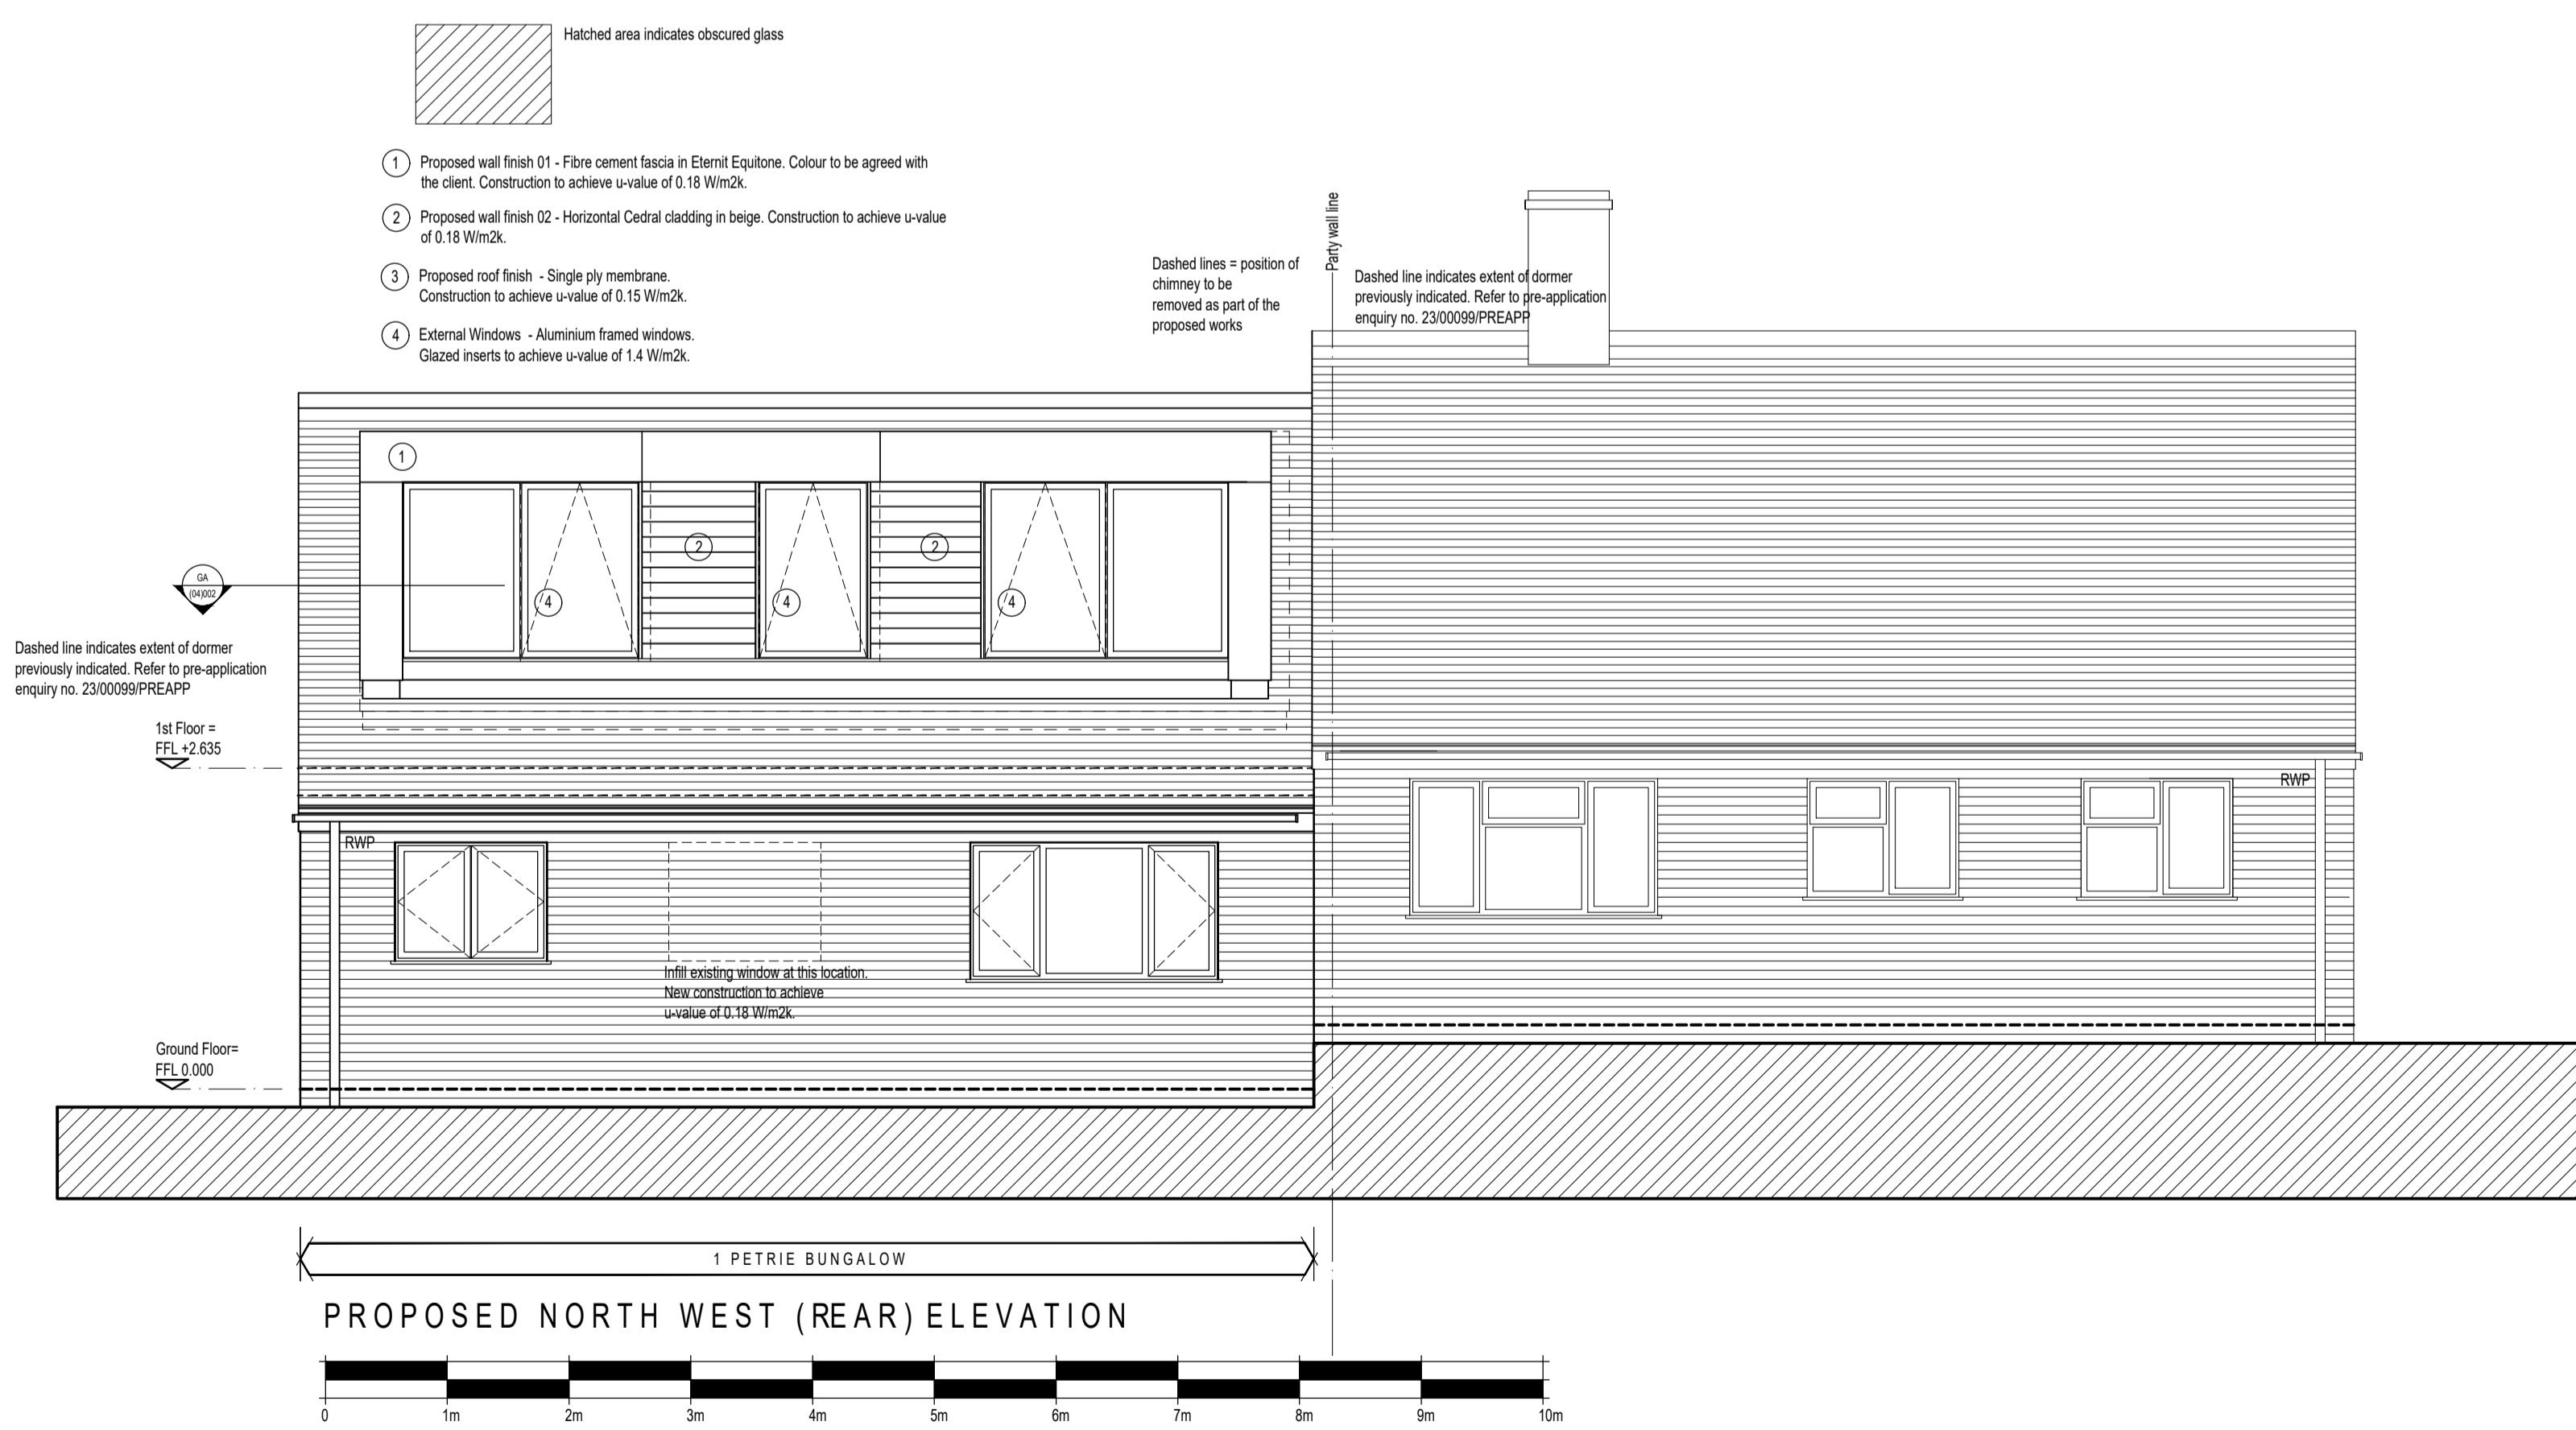 Hatched area indicates obscured glass
1
Proposed wall finish 01 - Fibre cement fascia in Eternit Equitone. Colour to be agreed with
the client. Construction to achieve u-value of 0.18 W/m2k.
2
Proposed wall finish 02 - Horizontal Cedral cladding in beige. Construction to achieve u-value
of 0.18 W/m2k.
3
Proposed roof finish - Single ply membrane.
Construction to achieve u-value of 0.15 W/m2k.
4
External Windows - Aluminium framed windows.
Glazed inserts to achieve u-value of 1.4 W/m2k.
Dashed lines = position of
chimney to be
removed as part of the
proposed works
Party wall line
Dashed line indicates extent of dormer
previously indicated. Refer to pre-application
enquiry no. 23/00099/PREAPP
1
2
2
4
4
4
GA
(04)002
Dashed line indicates extent of dormer
previously indicated. Refer to pre-application
enquiry no. 23/00099/PREAPP
1st Floor =
FFL +2.635
RWP
RWP
Infill existing window at this location.
New construction to achieve
u-value of 0.18 W/m2k.
Ground Floor=
FFL 0.000
1 PETRIE BUNGALOW
PROPOSED NORTH WEST (REAR) ELEVATION
0 1m 2m 3m 4m 5m 6m 7m 8m 9m 10m